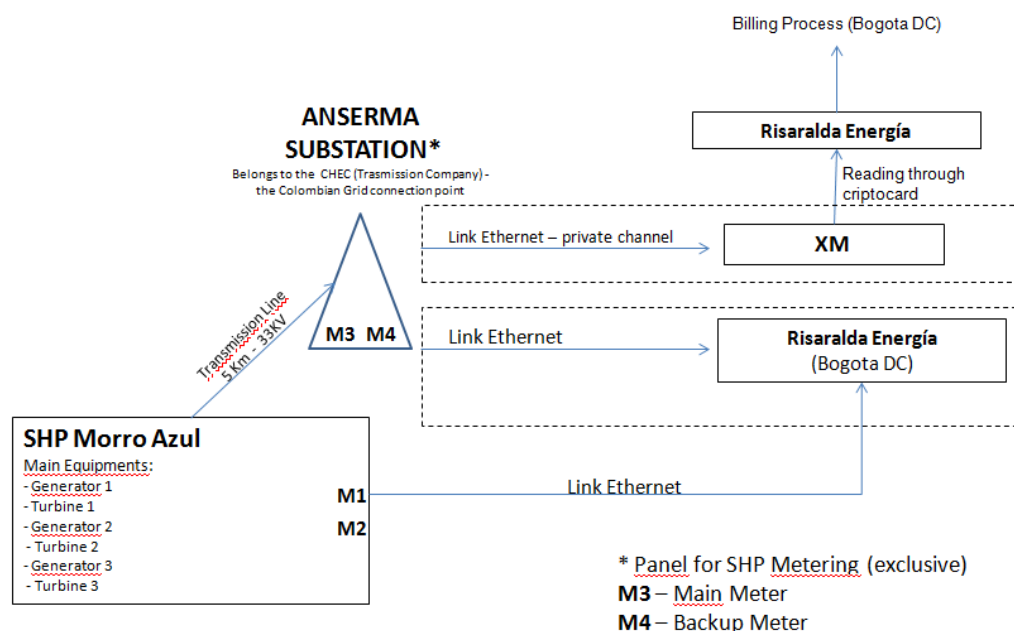 Billing Process (Bogota DC)
ANSERMA
SUBSTATION*
Belongs to the CHEC (Trasmission Company) -
the Colombian Grid connection point
Risaralda Energía
Reading through
criptocard
Link Ethernet – private channel
XM
Transmission Line
5 Km - 33KV
M3 M4
Link Ethernet
Risaralda Energía
(Bogota DC)
SHP Morro Azul
Main Equipments:
- Generator 1
- Turbine 1
- Generator 2
- Turbine 2
- Generator 3
- Turbine 3
M1
M2
Link Ethernet
* Panel for SHP Metering (exclusive)
M3 – Main Meter
M4 – Backup Meter